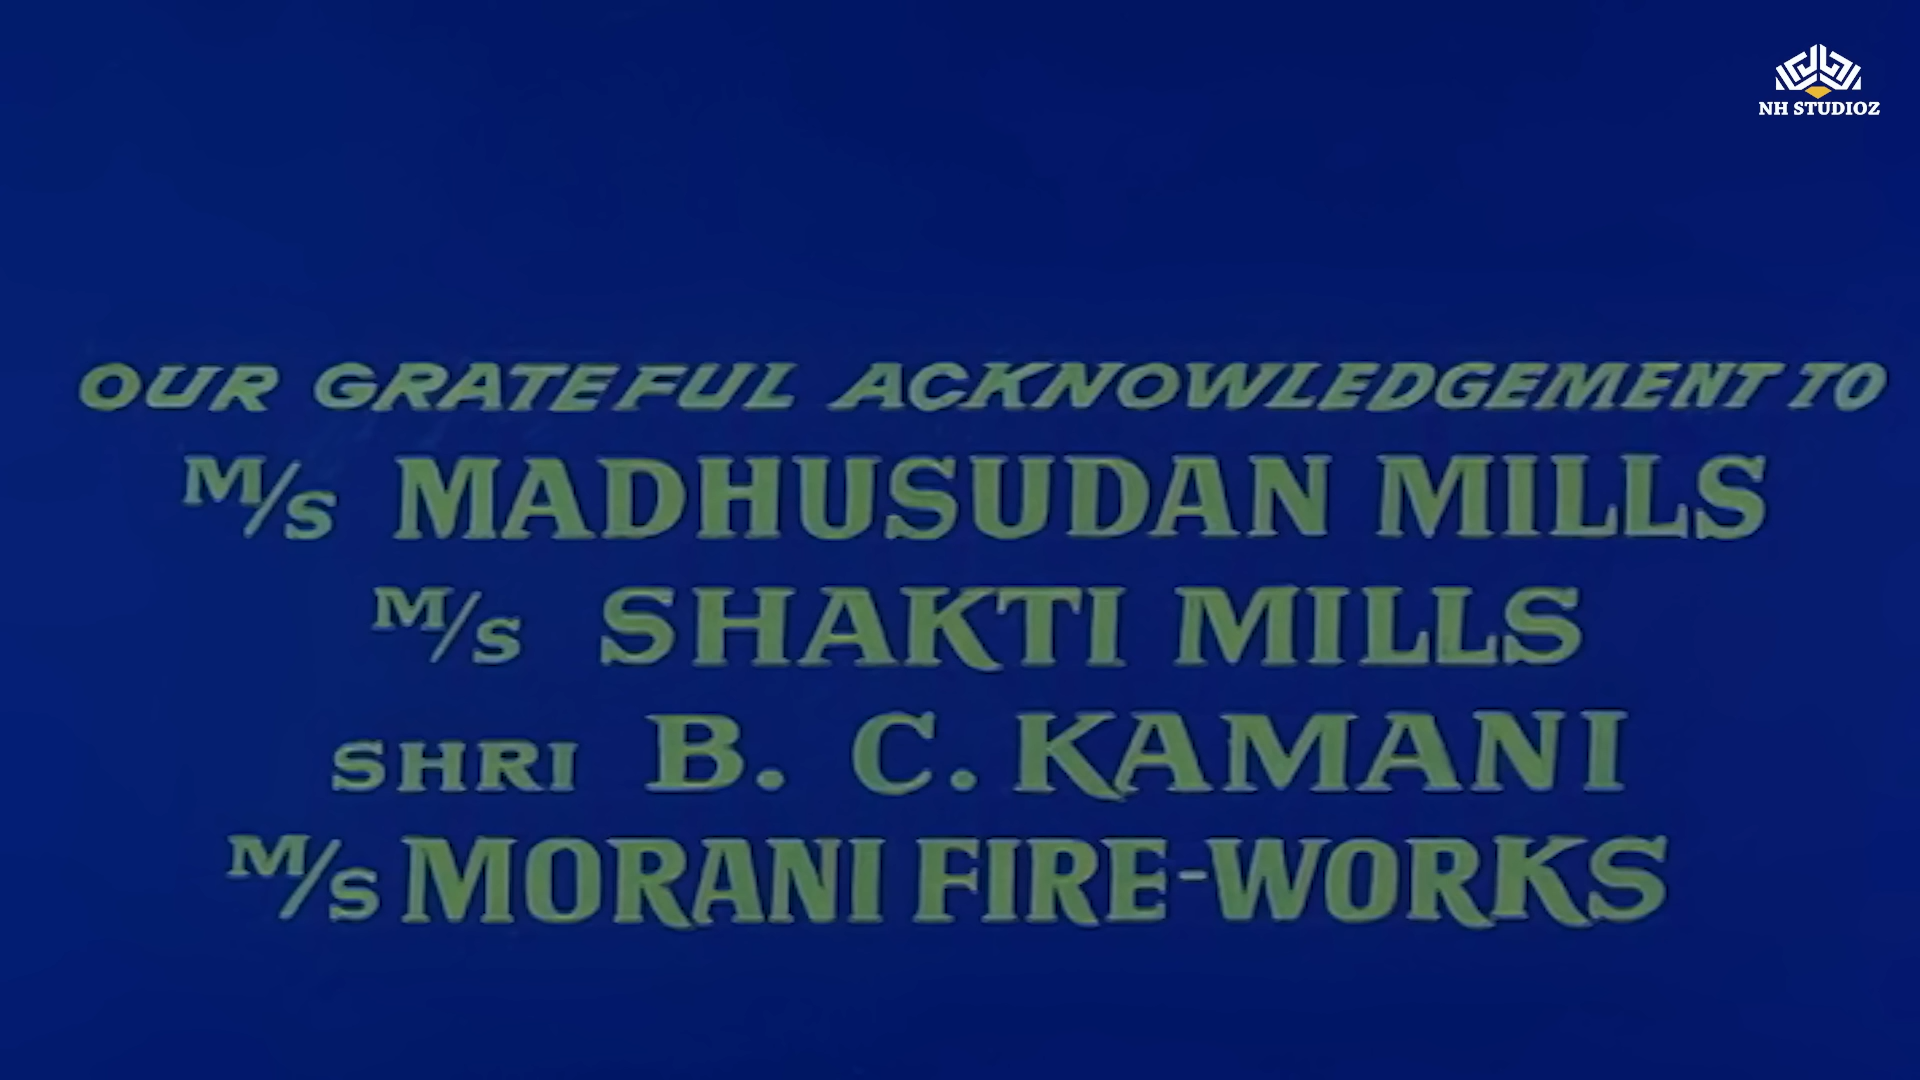 NH STUDIOZ
OUR GRATEFUL ACKNOWLEDGEMENT TO
M/S MADHUSUDAN MILLS
M/S SHAKTI MILLS
SHRI B. C. KAMANI
M/S MORANI FIRE-WORKS